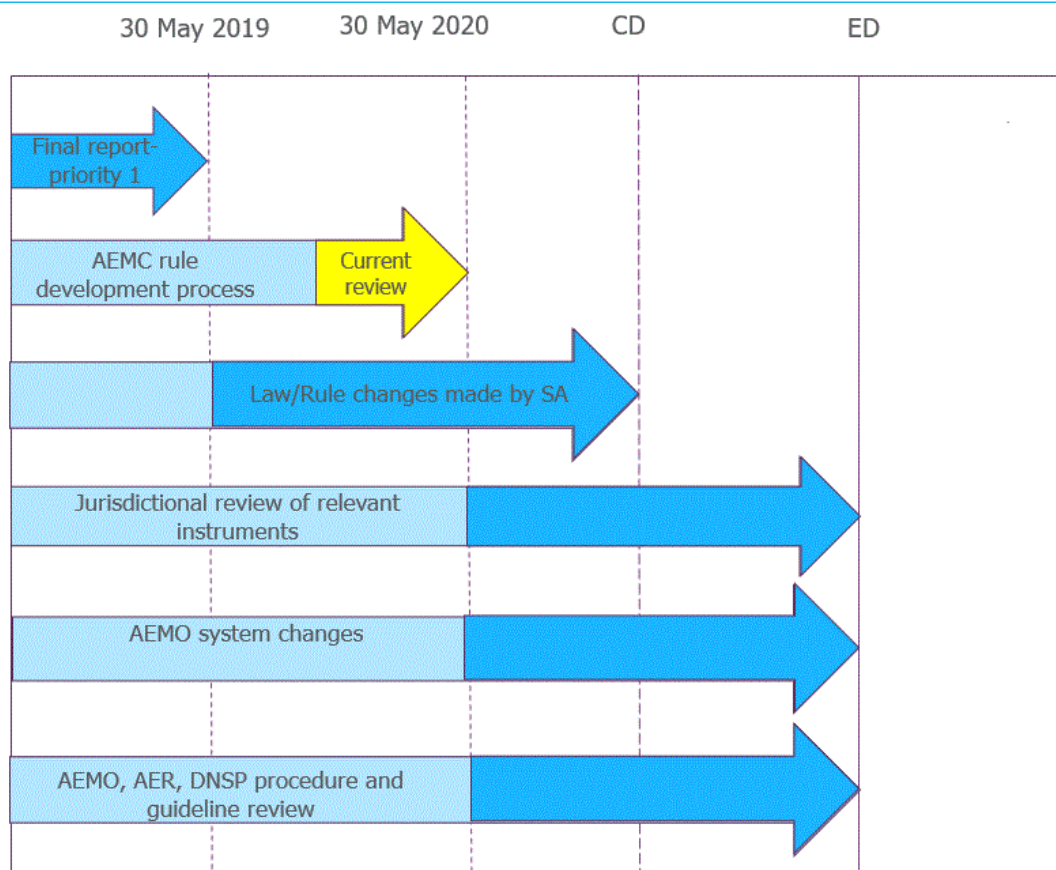 30 May 2019 30 May 2020 CD ED
Final report-
priority 1
AEMC rule
development process
Current
review
Law/Rule changes made by SA
Jurisdictional review of relevant
instruments
AEMO system changes
AEMO, AER, DNSP procedure and
guideline review